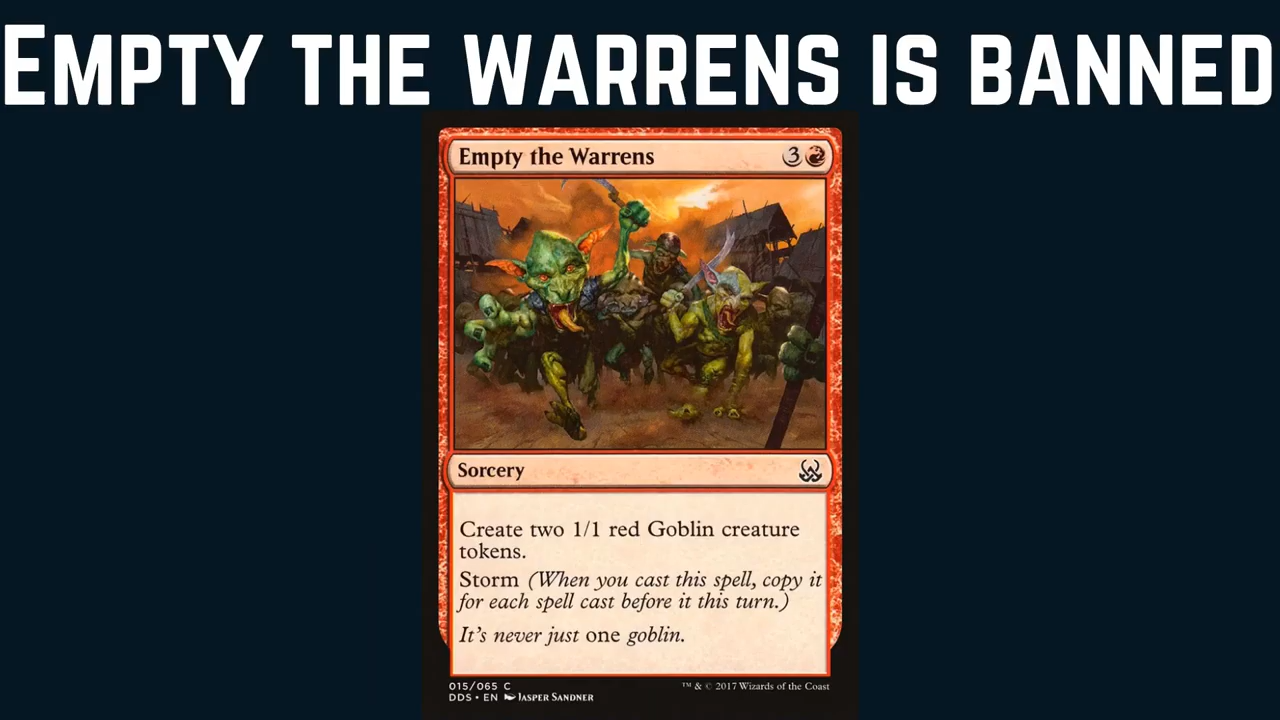 EMPTY THE WARRENS IS BANNED
Empty the Warrens 3
Sorcery
Create two 1/1 red Goblin creature
tokens.
Storm (When you cast this spell, copy it
for each spell cast before it this turn.)
It's never just one goblin.
015/065 C
™ & © 2017 Wizards of the Coast
DDS • EN JASPER SANDNER